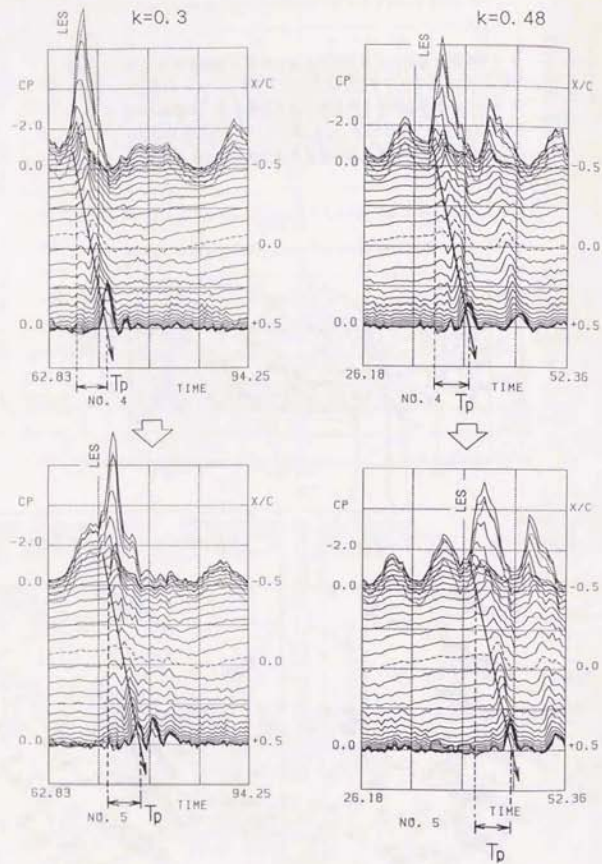 k=0.3
LES
CP
X/C
-2.0
0.0
-0.5
0.0
0.0
+0.5
62.83
TIME
94.25
NO. 4
Tp
k=0.48
LES
CP
X/C
-2.0
0.0
-0.5
0.0
0.0
+0.5
26.18
TIME
52.36
NO. 4
Tp
LES
CP
X/C
-2.0
0.0
-0.5
0.0
0.0
+0.5
62.83
TIME
94.25
NO. 5
Tp
LES
CP
X/C
-2.0
0.0
-0.5
0.0
0.0
+0.5
26.18
TIME
52.36
NO. 5
Tp